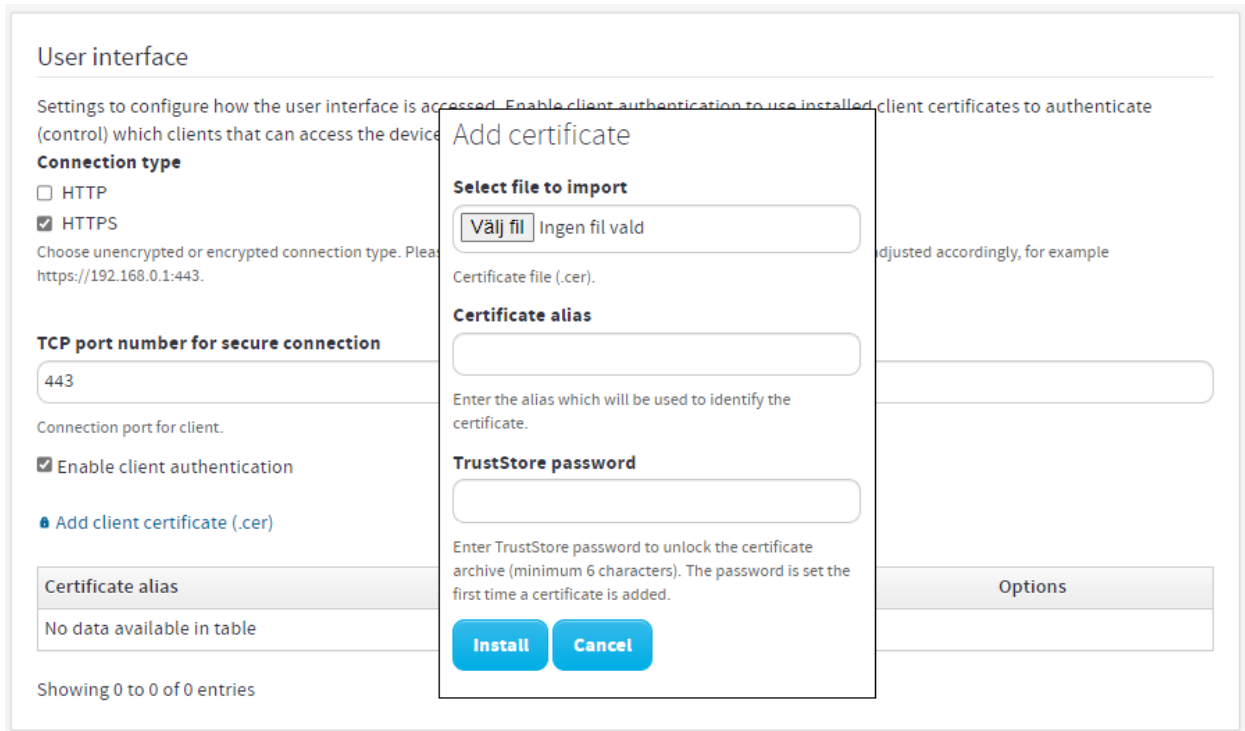 User interface
Settings to configure how the user interface is accessed. Enable client authentication to use installed client certificates to authenticate
(control) which clients that can access the device
Connection type
HTTP
HTTPS
Choose unencrypted or encrypted connection type. adjusted accordingly, for example
https://192.168.0.1:443.
TCP port number for secure connection
443
Connection port for client.
Enable client authentication
Add client certificate (.cer)
Certificate alias
Options
No data available in table
Showing 0 to 0 of 0 entries
Add certificate
Select file to import
Välj fil Ingen fil vald
Certificate file (.cer).
Certificate alias
Enter the alias which will be used to identify the
certificate.
TrustStore password
Enter TrustStore password to unlock the certificate
archive (minimum 6 characters). The password is set the
first time a certificate is added.
Install Cancel